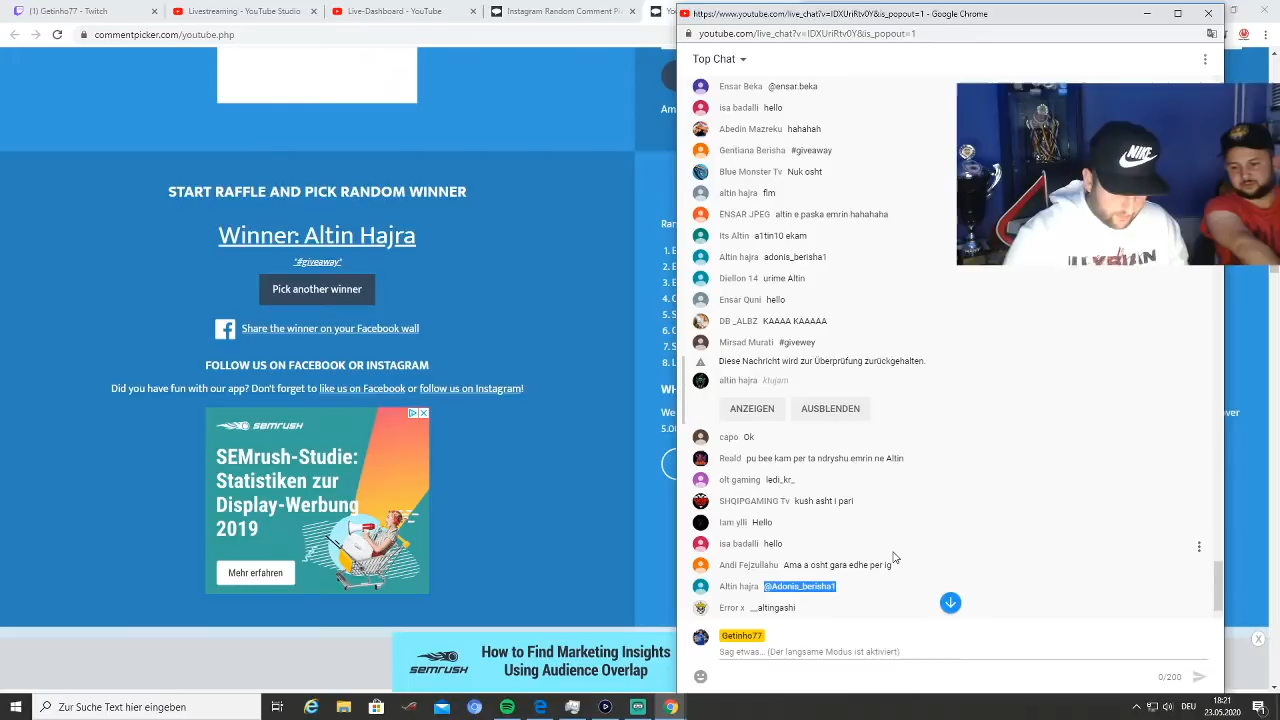 (1) Getinho77 - Twitch
Livestreaming - YouTube Studio
Live-Dashboard - YouTube
Instagram Random Comment Pi
commentpicker.com/youtube.php
START RAFFLE AND PICK RANDOM WINNER
Winner: Altin Hajra
"#giveaway"
Pick another winner
Share the winner on your Facebook wall
FOLLOW US ON FACEBOOK OR INSTAGRAM
Did you have fun with our app? Don't forget to like us on Facebook or follow us on Instagram!
SEMRUSH
SEMrush-Studie:
Statistiken zur
Display-Werbung
2019
Mehr erfahren
SEMRUSH
How to Find Marketing Insights
Using Audience Overlap
https://www.youtube.com/live_chat?v=IDXUriRtv0Y&is_popout=1 - Google Chrome
youtube.com/live_chat?v=IDXUriRtv0Y&is_popout=1
Top Chat
Ensar Beka @ensar.beka
isa badalli hello
Abedin Mazreku hahahah
Gentiana Berisha #giveaway
Blue Monster Tv Nuk osht
altin hajra fim
ENSAR JPEG altin e paska emrin hahahaha
Its Altin a1tin10 ekam
Altin hajra adonis_berisha1
Diellon 14 urime Altin
Ensar Quni hello
DB _ALBZ KAAAA KAAAAA
Mirsad Murati #givewey
Diese Nachricht wird zur Überprüfung zurückgehalten.
altin hajra ktujam
ANZEIGEN AUSBLENDEN
capo Ok
Reald pu bee kam per ta ndryshu emrin ne Altin
olt gaming ledi_kr_
SHQIPGAMING Tv kush asht i pari
Iam ylli Hello
isa badalli hello
Andi Fejzullahu Ama a osht gara edhe per ig
Altin hajra @Adonis_berisha1
Error x __altingashi
Getinho77
Sag etwas... (Der langsame Modus ist aktiviert)
0/200
NIKE
Zur Suche Text hier eingeben
DEU
18:21
23.05.2020